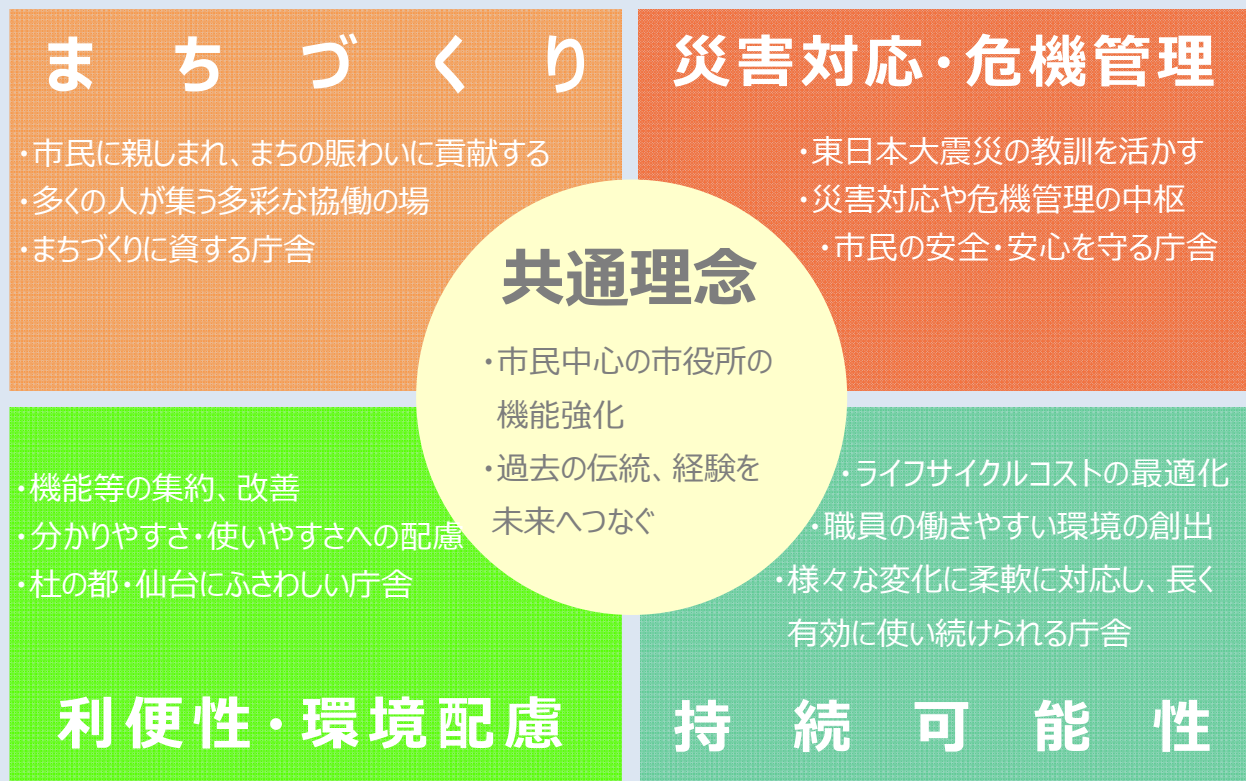 まちづくり
・市民に親しまれ、まちの賑わいに貢献する
・多くの人が集う多彩な協働の場
・まちづくりに資する庁舎
災害対応・危機管理
・東日本大震災の教訓を活かす
・災害対応や危機管理の中枢
・市民の安全・安心を守る庁舎
共通理念
・市民中心の市役所の
機能強化
・過去の伝統、経験を
未来へつなぐ
・機能等の集約、改善
・分かりやすさ・使いやすさへの配慮
・杜の都・仙台にふさわしい庁舎
利便性・環境配慮
・ライフサイクルコストの最適化
・職員の働きやすい環境の創出
・様々な変化に柔軟に対応し、長く
有効に使い続けられる庁舎
持続可能性